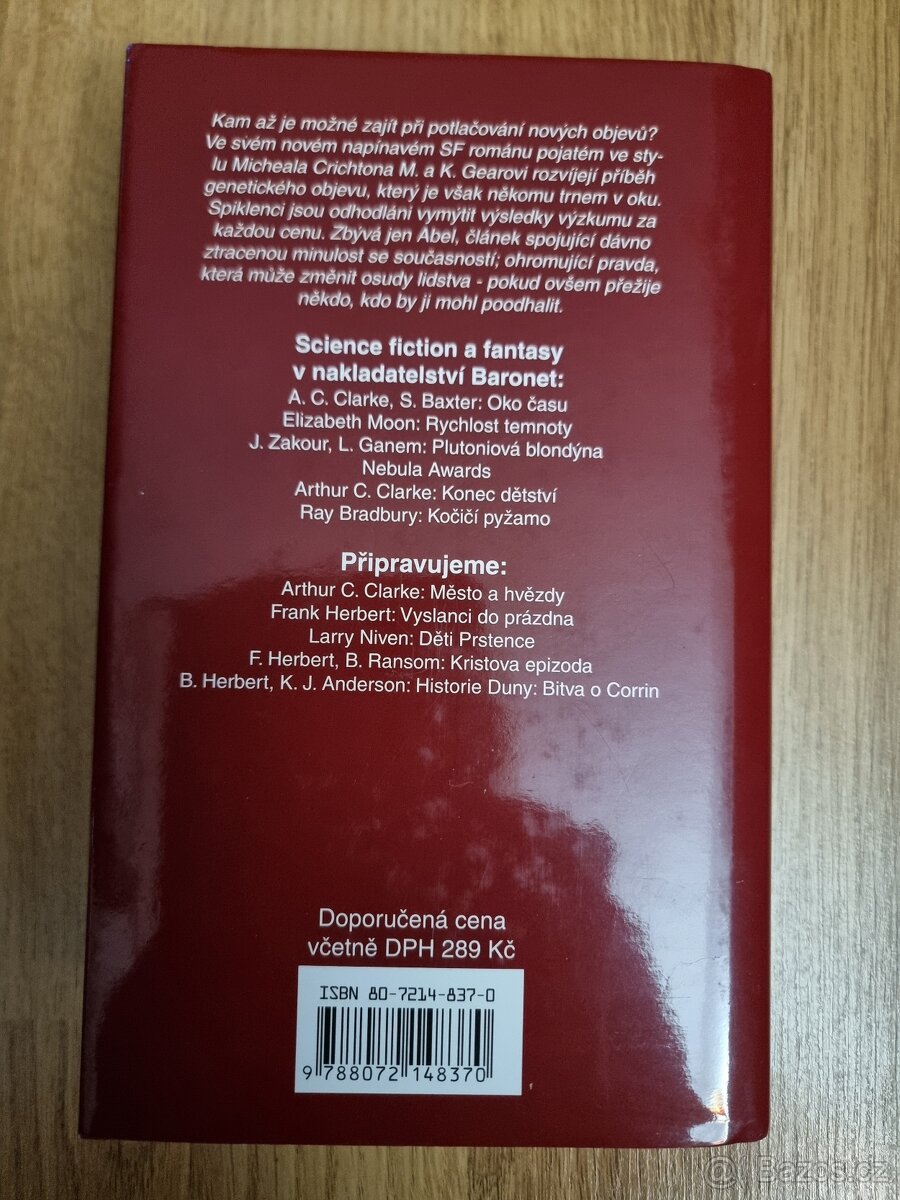 Kam až je možné zajít při potlačování nových objevů?
Ve svém novém napínavém SF románu pojatém ve sty-
lu Micheala Crichtona M. a K. Gearovi rozvíjejí příběh
genetického objevu, který je však někomu trnem v oku.
Spiklenci jsou odhodláni vymýtit výsledky výzkumu za
každou cenu. Zbývá jen Abel, článek spojující dávno
ztracenou minulost se současností; ohromující pravda,
která může změnit osudy lidstva - pokud ovšem přežije
někdo, kdo by ji mohl poodhalit.
Science fiction a fantasy
v nakladatelství Baronet:
A. C. Clarke, S. Baxter: Oko času
Elizabeth Moon: Rychlost temnoty
J. Zakour, L. Ganem: Plutoniová blondýna
Nebula Awards
Arthur C. Clarke: Konec dětství
Ray Bradbury: Kočičí pyžamo
Připravujeme:
Arthur C. Clarke: Město a hvězdy
Frank Herbert: Vyslanci do prázdna
Larry Niven: Děti Prstence
F. Herbert, B. Ransom: Kristova epizoda
B. Herbert, K. J. Anderson: Historie Duny: Bitva o Corrin
Doporučená cena
včetně DPH 289 Kč
ISBN 80-7214-837-0
9 788072 148370
Bazos.cz